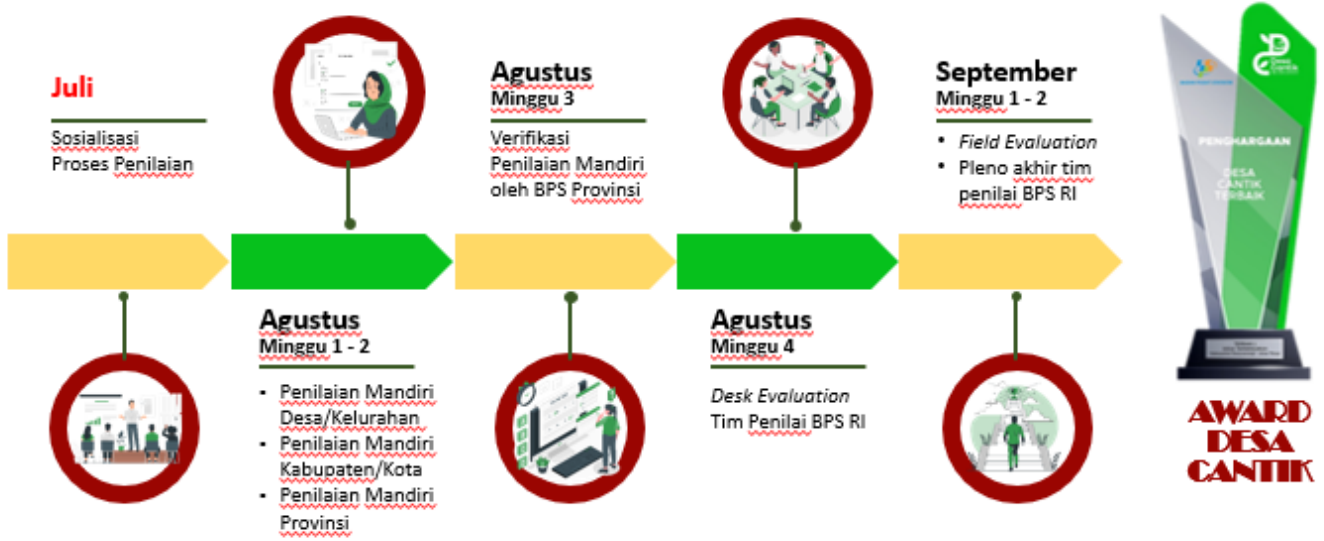 Juli
Sosialisasi
Proses Penilaian
Agustus
Minggu 1 - 2
- Penilaian Mandiri
Desa/Kelurahan
- Penilaian Mandiri
Kabupaten/Kota
- Penilaian Mandiri
Provinsi
Agustus
Minggu 3
Verifikasi
Penilaian Mandiri
oleh BPS Provinsi
Agustus
Minggu 4
Desk Evaluation
Tim Penilai BPS RI
September
Minggu 1 - 2
• Field Evaluation
• Pleno akhir tim
penilai BPS RI
Desa
Cantik
PENGHARGAAN
DESA
CANTIK
TERBAIK
AWARD
DESA
CANTIK